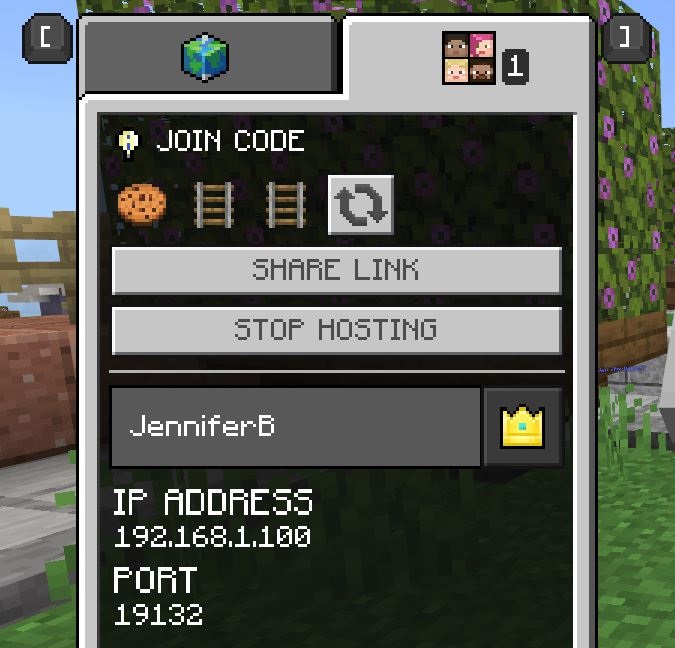 [
]
1
JOIN CODE
SHARE LINK
STOP HOSTING
JenniferB
IP ADDRESS
192.168.1.100
PORT
19132